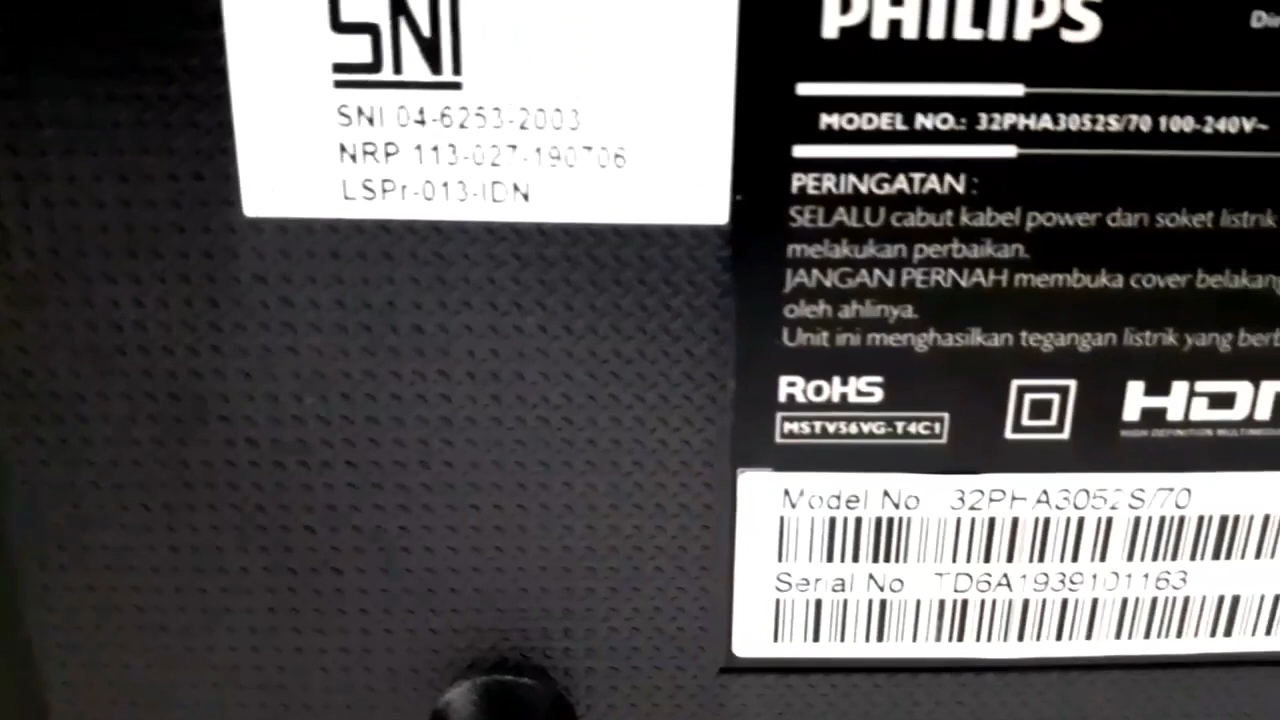 SNI
SNI 04-6253-2003
NRP 113-027-190706
LSPr-013-IDN
PHILIPS
MODEL NO.: 32PHA3052S/70 100-240V~
PERINGATAN :
SELALU cabut kabel power dari soket listrik
melakukan perbaikan.
JANGAN PERNAH membuka cover belakang
oleh ahlinya.
Unit ini menghasilkan tegangan listrik yang
RoHS
MSTV56VG-T4C1
HIGH DEFINITION
Model No 32PHA3052S/70
Serial No TD6A1939101163